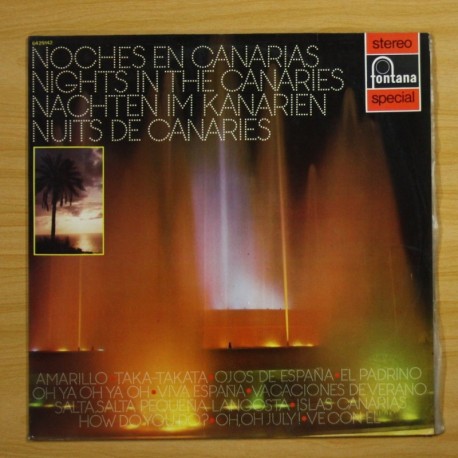 NOCHES EN CANARIAS
NIGHTS IN THE CANARIES
NACHTEN IM KANARIEN
NUITS DE CANARIES
stereo
fontana
special
AMARILLO • TAKA-TAKATA • OJOS DE ESPAÑA • EL PADRINO
OH YA OH YA OH • VIVA ESPAÑA • VACACIONES DE VERANO
SALTA SALTA PEQUEÑA LANGOSTA • ISLAS CANARIAS
HOW DO YOU DO? • OH, OH JULY! • VE CON EL